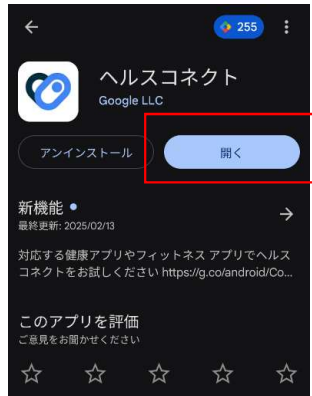 255
ヘルスコネクト
Google LLC
アンインストール
開く
新機能
最終更新: 2025/02/13
対応する健康アプリやフィットネス アプリでヘルス
コネクトをお試しください https://g.co/android/Co...
このアプリを評価
ご意見をお聞かせください